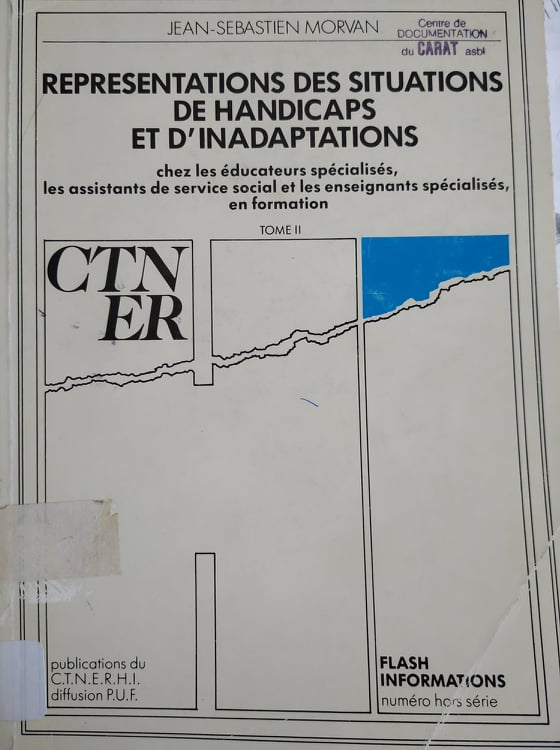 JEAN-SEBASTIEN MORVAN
Centre de
DOCUMENTATION
du CARAT asbl
REPRESENTATIONS DES SITUATIONS
DE HANDICAPS
ET D'INADAPTATIONS
chez les éducateurs spécialisés,
les assistants de service social et les enseignants spécialisés,
en formation
TOME II
CTN
ER
publications du
C.T.N.E.R.H.I.
diffusion P.U.F.
FLASH
INFORMATIONS
numéro hors série